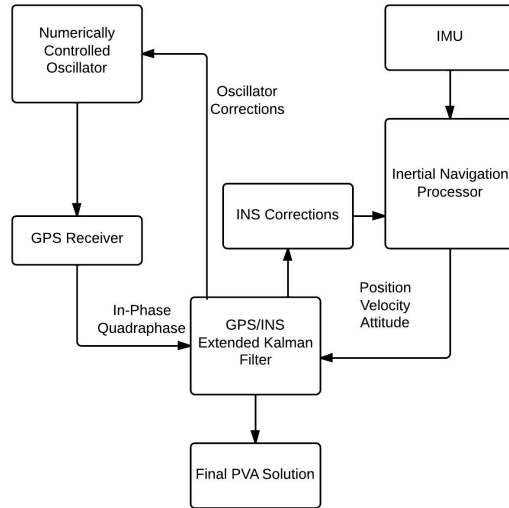 Numerically
Controlled
Oscillator
IMU
Oscillator
Corrections
Inertial Navigation
Processor
INS Corrections
GPS Receiver
In-Phase
Quadraphase
GPS/INS
Extended Kalman
Filter
Position
Velocity
Attitude
Final PVA Solution